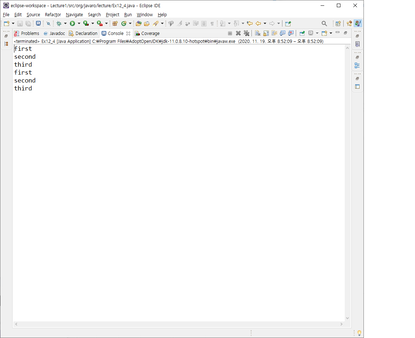 eclipse-workspace - Lecture1/src/org/javaro/lecture/Ex12_4.java - Eclipse IDE
File Edit Source Refactor Navigate Search Project Run Window Help
Problems Javadoc Declaration Console Coverage
<terminated> Ex12_4 [Java Application] C:\Program Files\AdoptOpenJDK\jdk-11.0.8.10-hotspot\bin\javaw.exe (2020. 11. 19. 오후 8:52:09 – 오후 8:52:09)
first
second
third
first
second
third